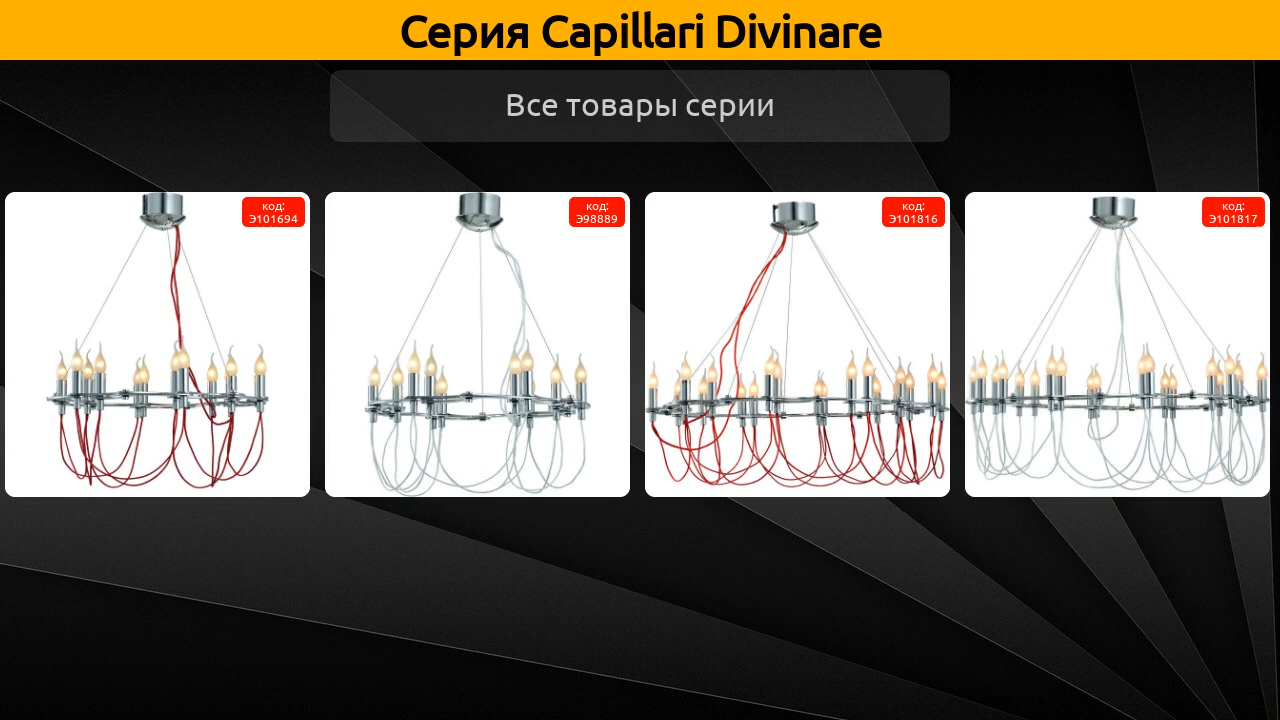 Серия Capillari Divinare
Все товары серии
код:
Э101694
код:
Э98889
код:
Э101816
код:
Э101817